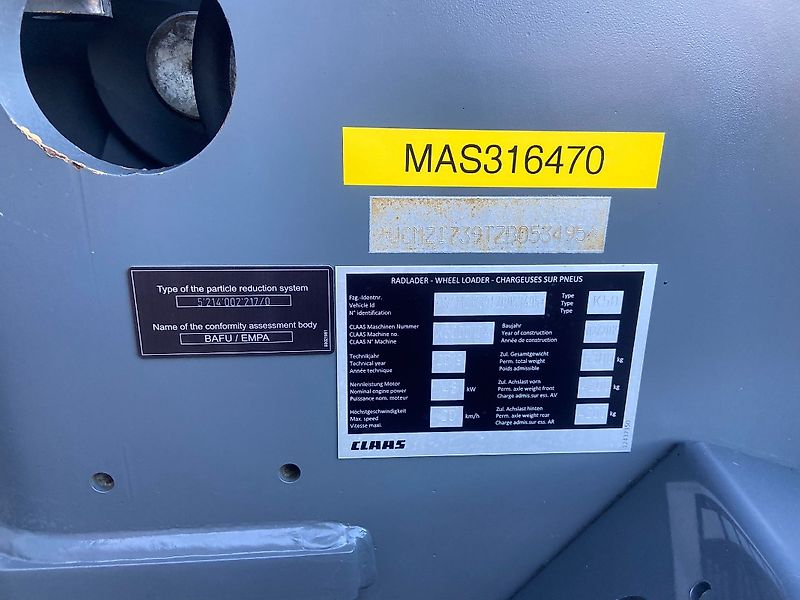 MAS316470
Type of the particle reduction system
5'214'002'217/0
Name of the conformity assessment body
BAFU / EMPA
RADLADER - WHEEL LOADER - CHARGEUSES SUR PNEUS
Fzg.-Identnr.
Vehicle Id
N° identification
Type
Type
Type
CLAAS Maschinen Nummer
CLAAS Machine no.
CLAAS N° Machine
Baujahr
Year of construction
Année de construction
Technikjahr
Technical year
Année technique
Zul. Gesamtgewicht
Perm. total weight
Poids admissible
kg
Nennleistung Motor
Nominal engine power
Puissance nom. moteur
kW
Zul. Achslast vorn
Perm. axle weight front
Charge admis.sur ess. AV
kg
Höchstgeschwindigkeit
Max. speed
Vitesse maxi.
km/h
Zul. Achslast hinten
Perm. axle weight rear
Charge admis.sur ess. AR
kg
CLAAS